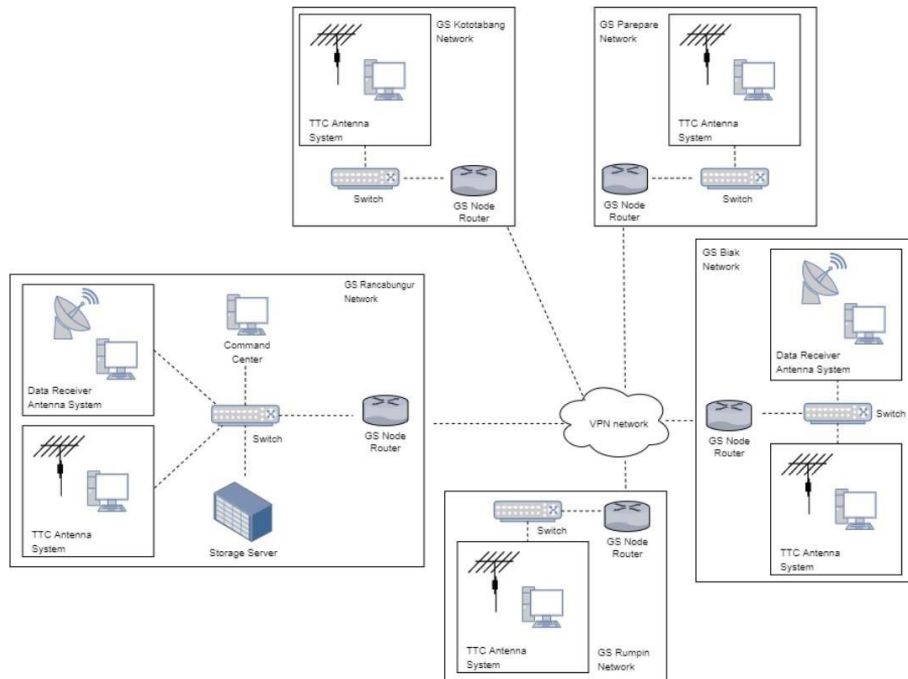 GS Kototabang
Network
TTC Antenna
System
Switch
GS Node
Router
GS Parepare
Network
TTC Antenna
System
GS Node
Router
Switch
GS Rancabungur
Network
Data Receiver
Antenna System
Command
Center
Switch
GS Node
Router
TTC Antenna
System
Storage Server
VPN network
GS Biak
Network
Data Receiver
Antenna System
GS Node
Router
Switch
TTC Antenna
System
Switch
GS Node
Router
TTC Antenna
System
GS Rumpin
Network